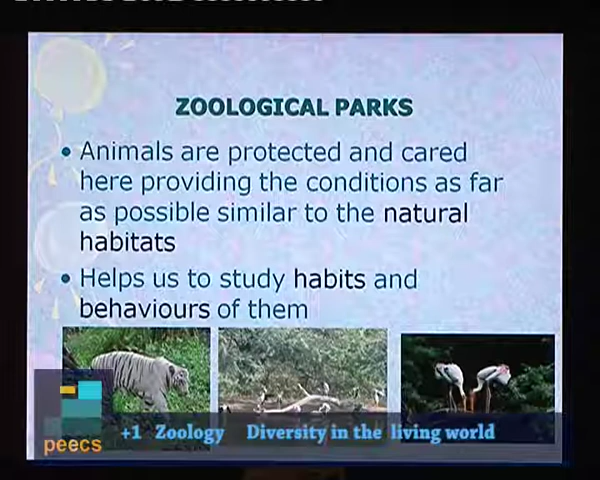 ZOOLOGICAL PARKS
• Animals are protected and cared
here providing the conditions as far
as possible similar to the natural
habitats
• Helps us to study habits and
behaviours of them
peecs
+1 Zoology Diversity in the living world